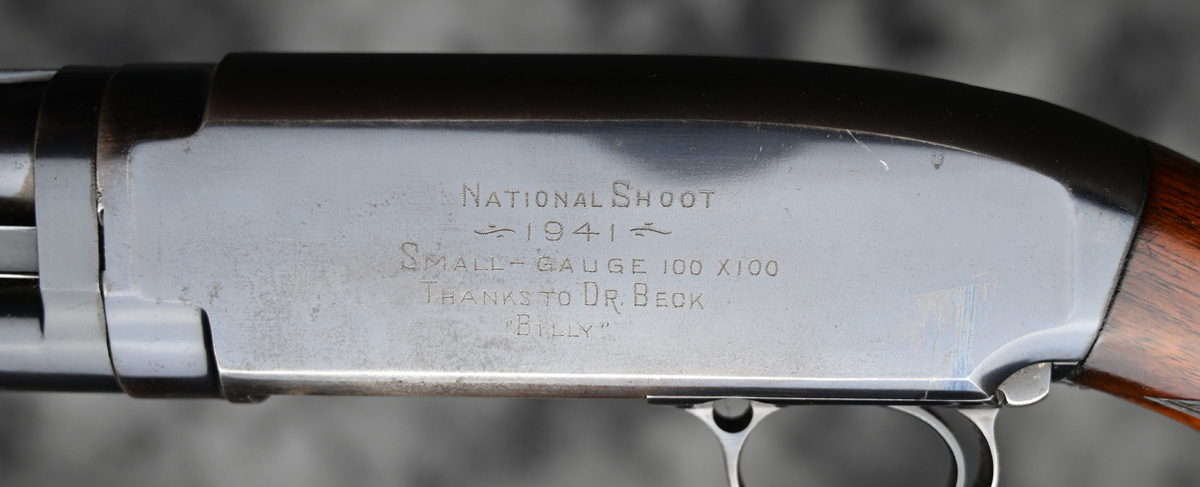 National Shoot
1941
Small-Gauge 100 x100
Thanks to Dr. Beck
"Billy"